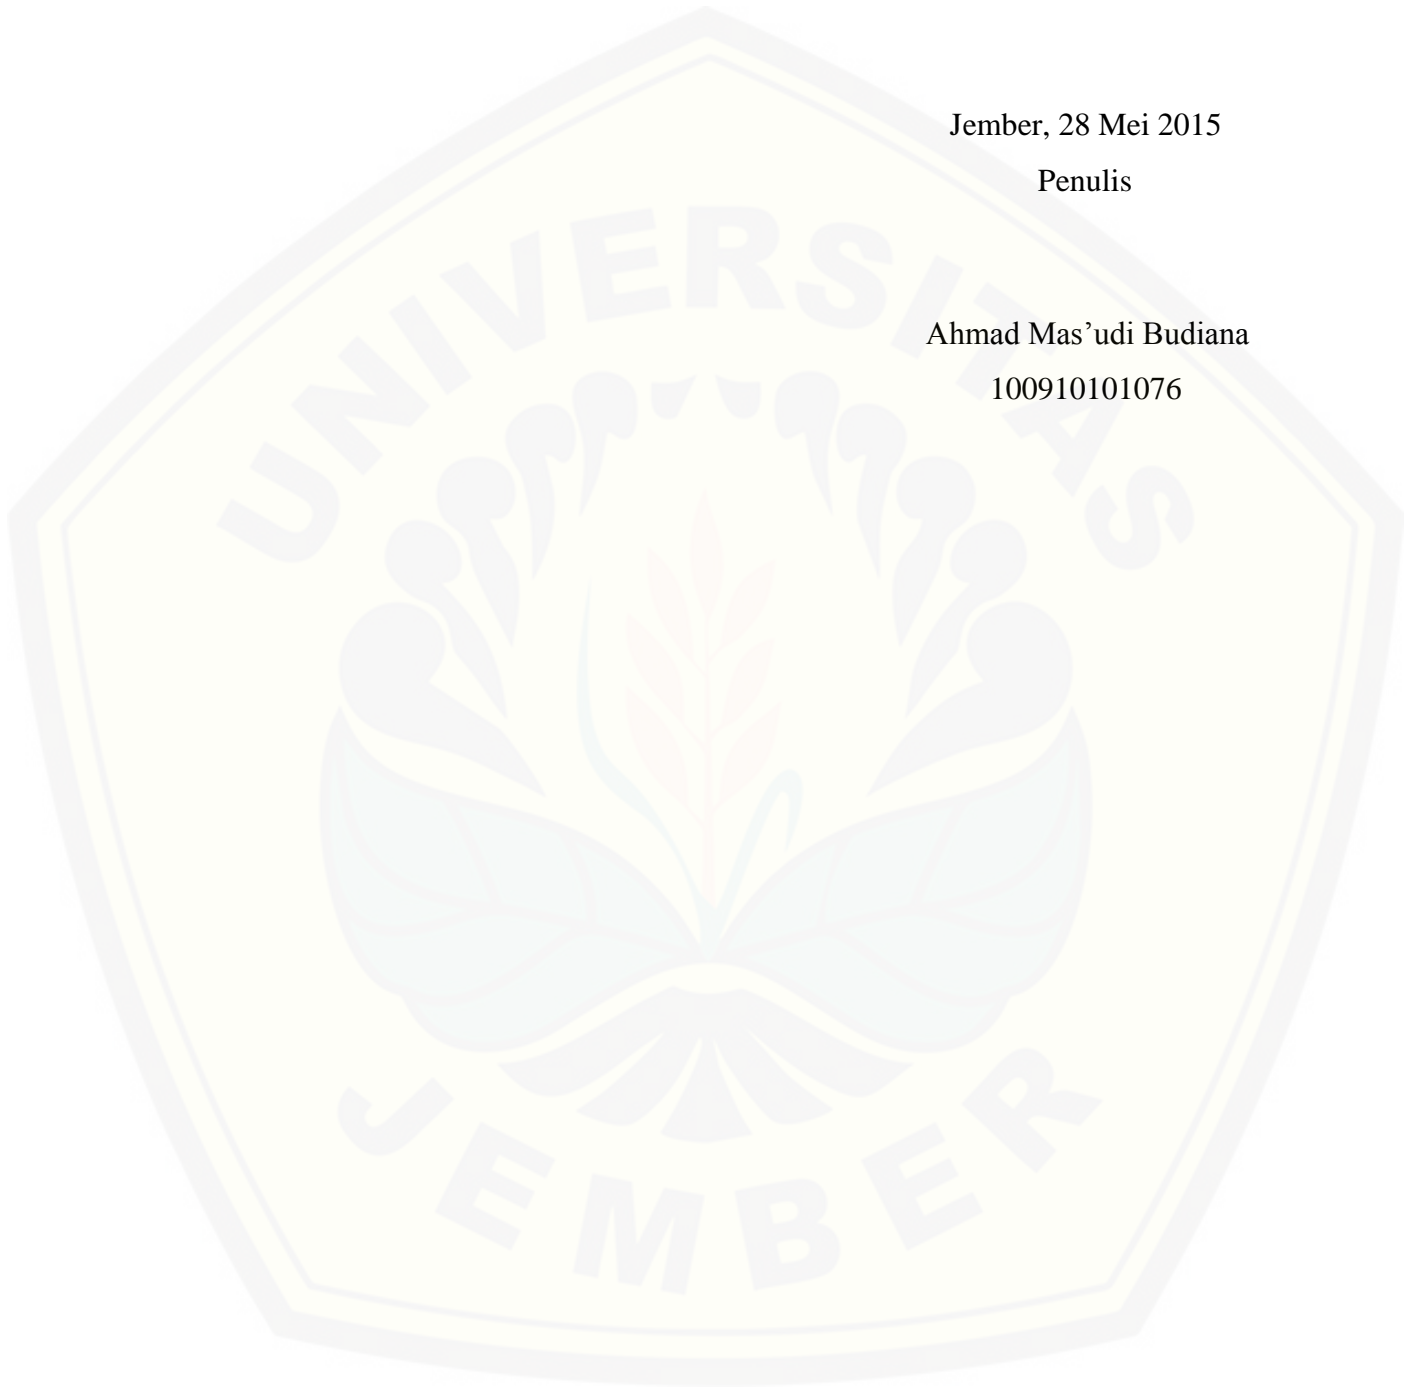 Jember, 28 Mei 2015
Penulis
Ahmad Mas’udi Budiana
100910101076
UNIVERSITAS
JEMBER